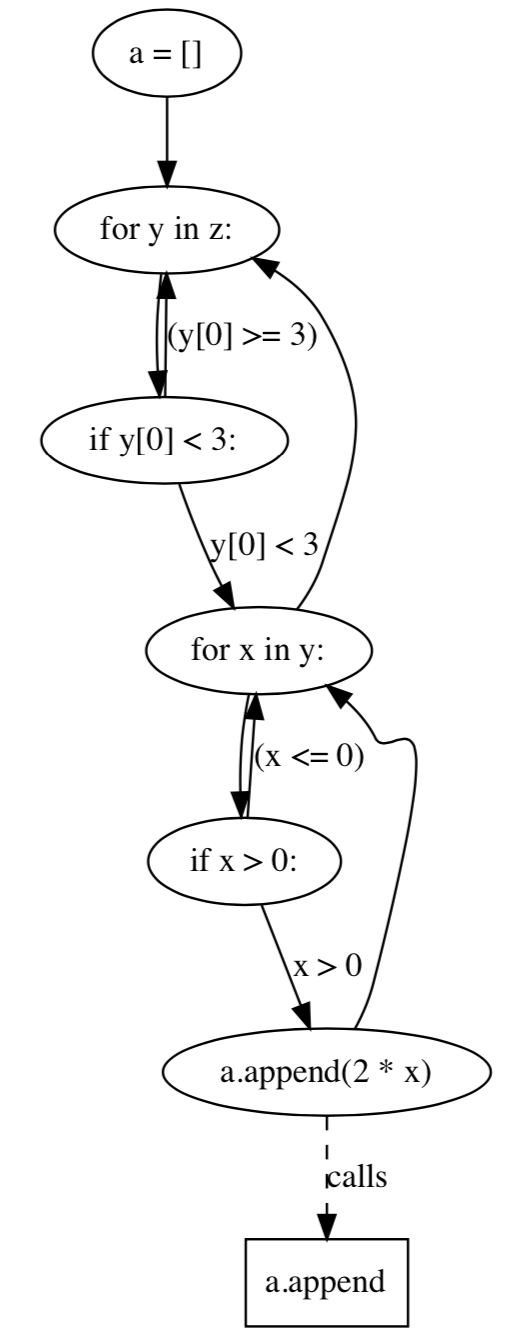 a = []
for y in z:
(y[0] >= 3)
if y[0] < 3:
y[0] < 3
for x in y:
(x <= 0)
if x > 0:
x > 0
a.append(2 * x)
calls
a.append